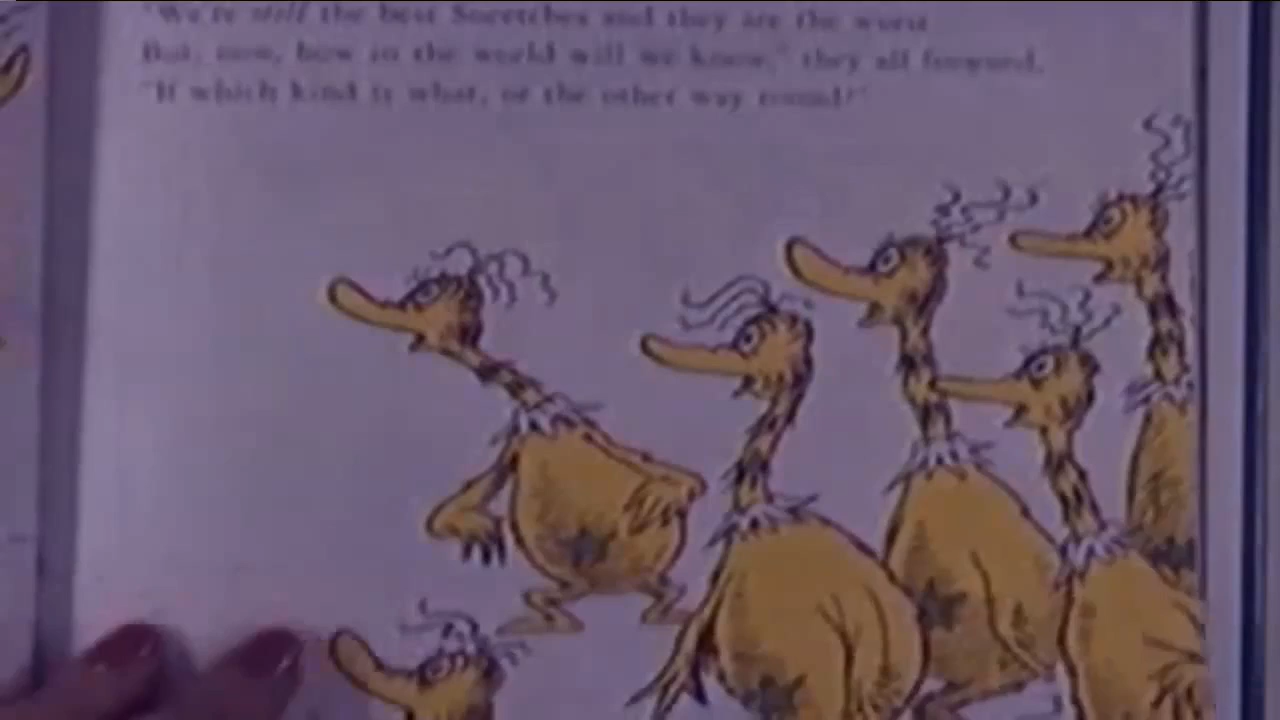 "We're still the best Sneetches and they are the worst
But, now, how in the world will we know," they all frowned,
"If which kind is what, or the other way round?"